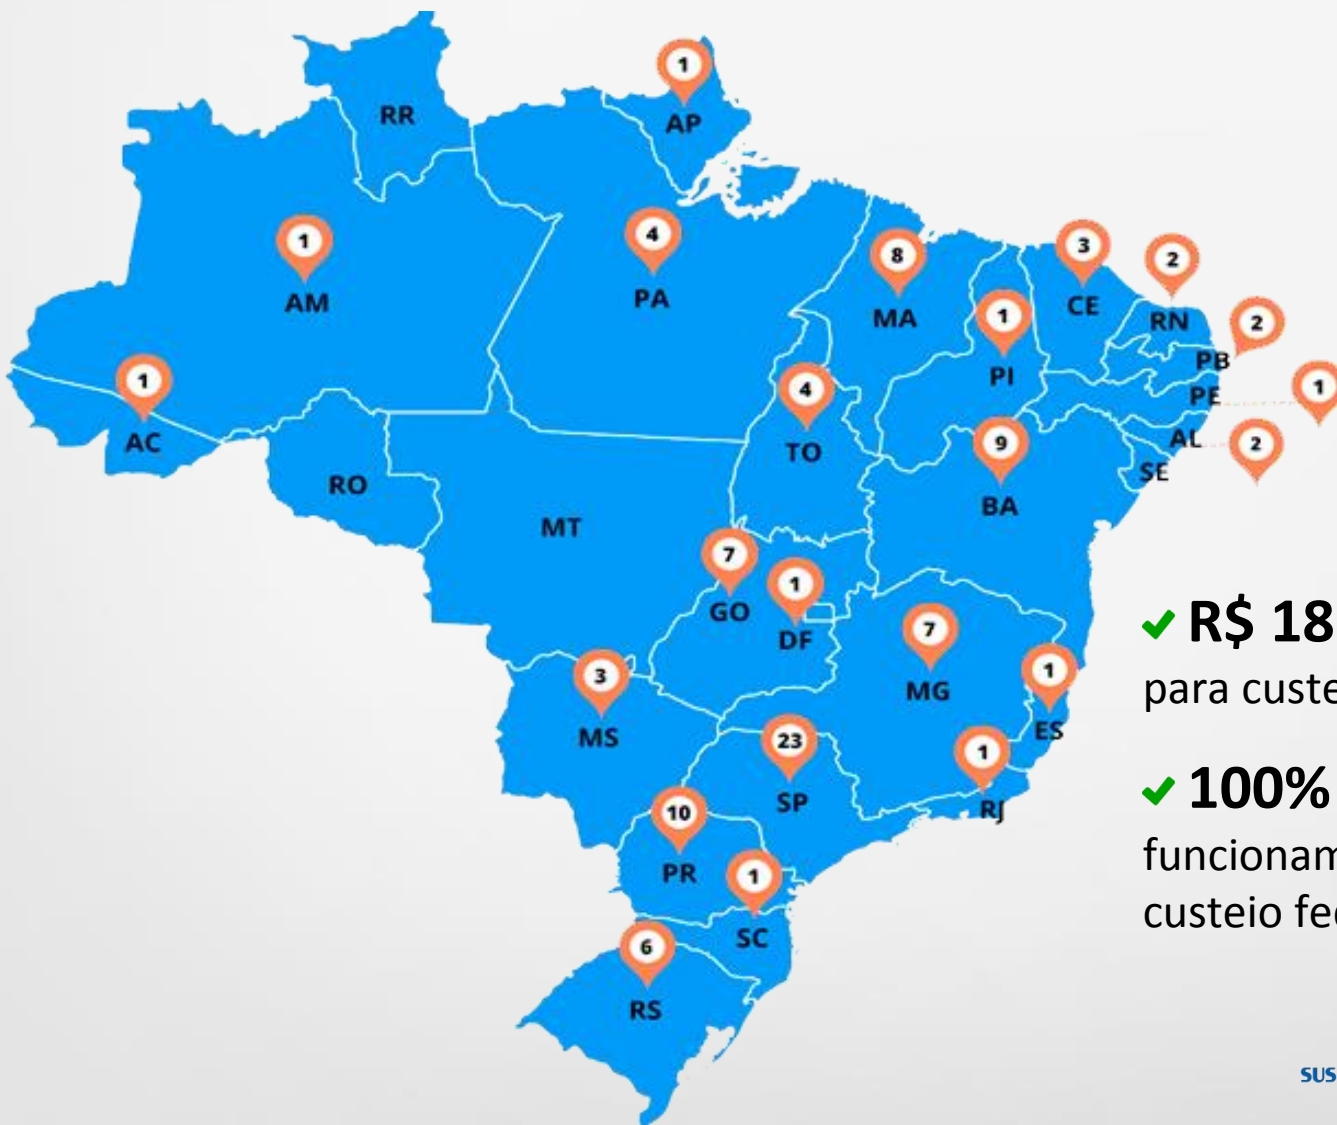 1
RR
AP
1
4
8
3
2
AM
PA
MA
CE
RN
1
2
PB
1
AC
4
PI
PE
1
TO
9
AL
2
RO
SE
BA
MT
7
1
GO
DF
7
R$ 18
para custe
3
MG
1
MS
23
1
ES
SP
RJ
100%
10
funcionam
PR
1
custeio fe
SC
6
RS
SUS